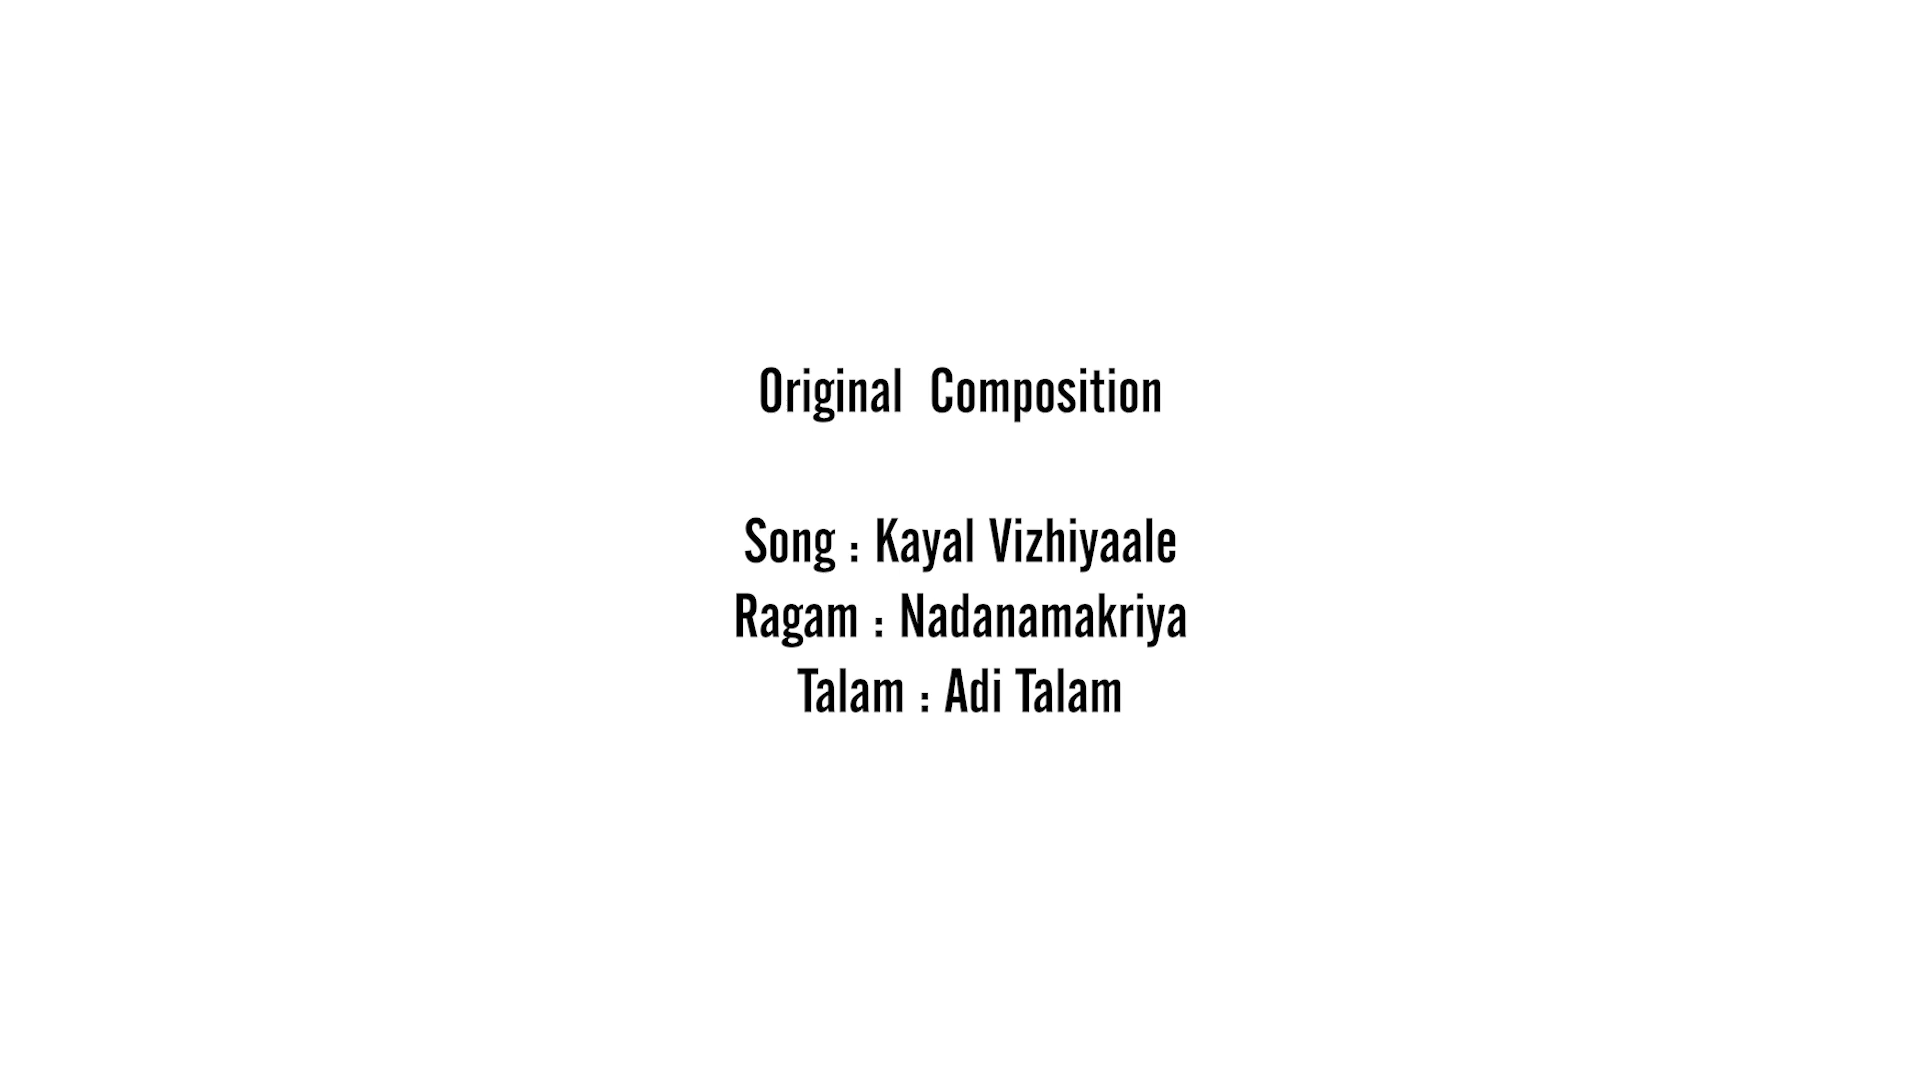 Original  Composition
Song : Kayal Vizhiyaale
Ragam : Nadanamakriya
Talam : Adi Talam